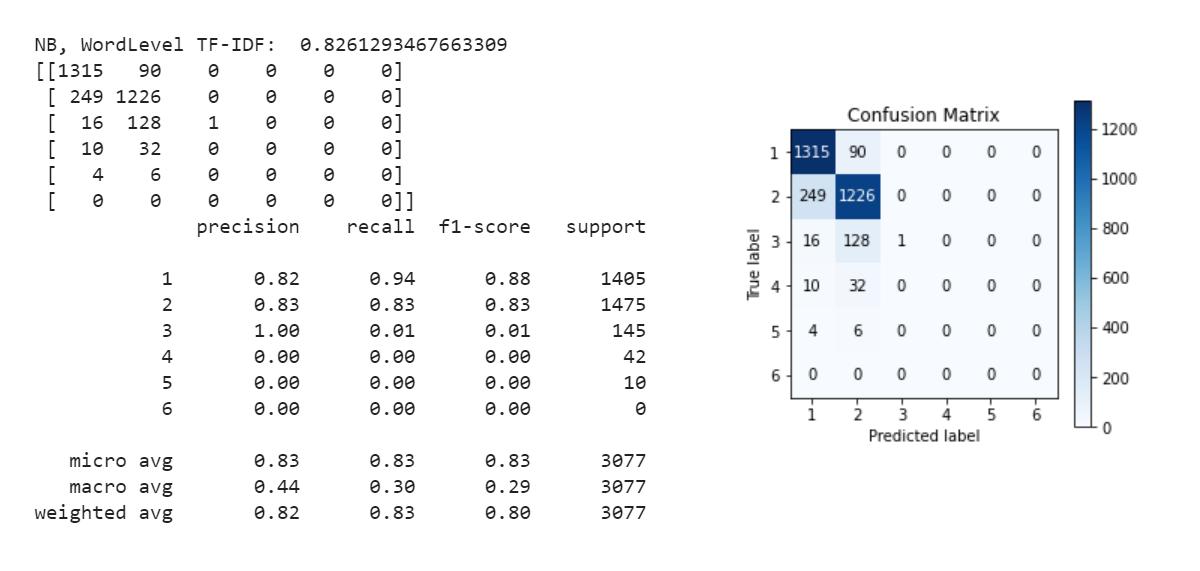 NB, WordLevel TF-IDF:  0.8261293467663309
[[1315   90    0    0    0    0]
 [ 249 1226    0    0    0    0]
 [  16  128    1    0    0    0]
 [  10   32    0    0    0    0]
 [   4    6    0    0    0    0]
 [   0    0    0    0    0    0]]
              precision    recall  f1-score   support
           1       0.82      0.94      0.88      1405
           2       0.83      0.83      0.83      1475
           3       1.00      0.01      0.01       145
           4       0.00      0.00      0.00        42
           5       0.00      0.00      0.00        10
           6       0.00      0.00      0.00         0
   micro avg       0.83      0.83      0.83      3077
   macro avg       0.44      0.30      0.29      3077
weighted avg       0.82      0.83      0.80      3077
Confusion Matrix
True label
1 1315 90 0 0 0 0
2 249 1226 0 0 0 0
3 16 128 1 0 0 0
4 10 32 0 0 0 0
5 4 6 0 0 0 0
6 0 0 0 0 0 0
1 2 3 4 5 6
Predicted label
1200
1000
800
600
400
200
0